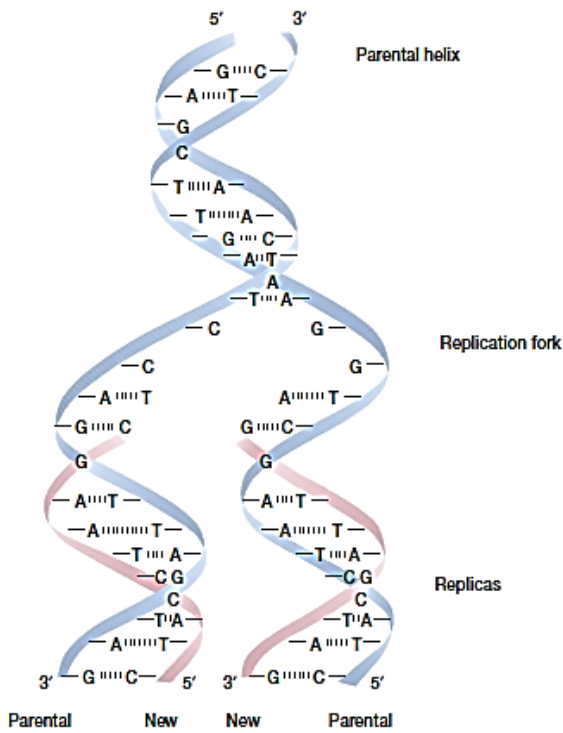 5′ 3′
Parental helix
G C
A T
G
C
T A
T A
G C
A T
A
T A
C G
Replication fork
C G
A T A T
G C G C
G G
A T A T
A T A T
T A T A
C G C G
Replicas
C C
T A T A
A T A T
3′ G C 5′ 3′ G C 5′
Parental New New Parental